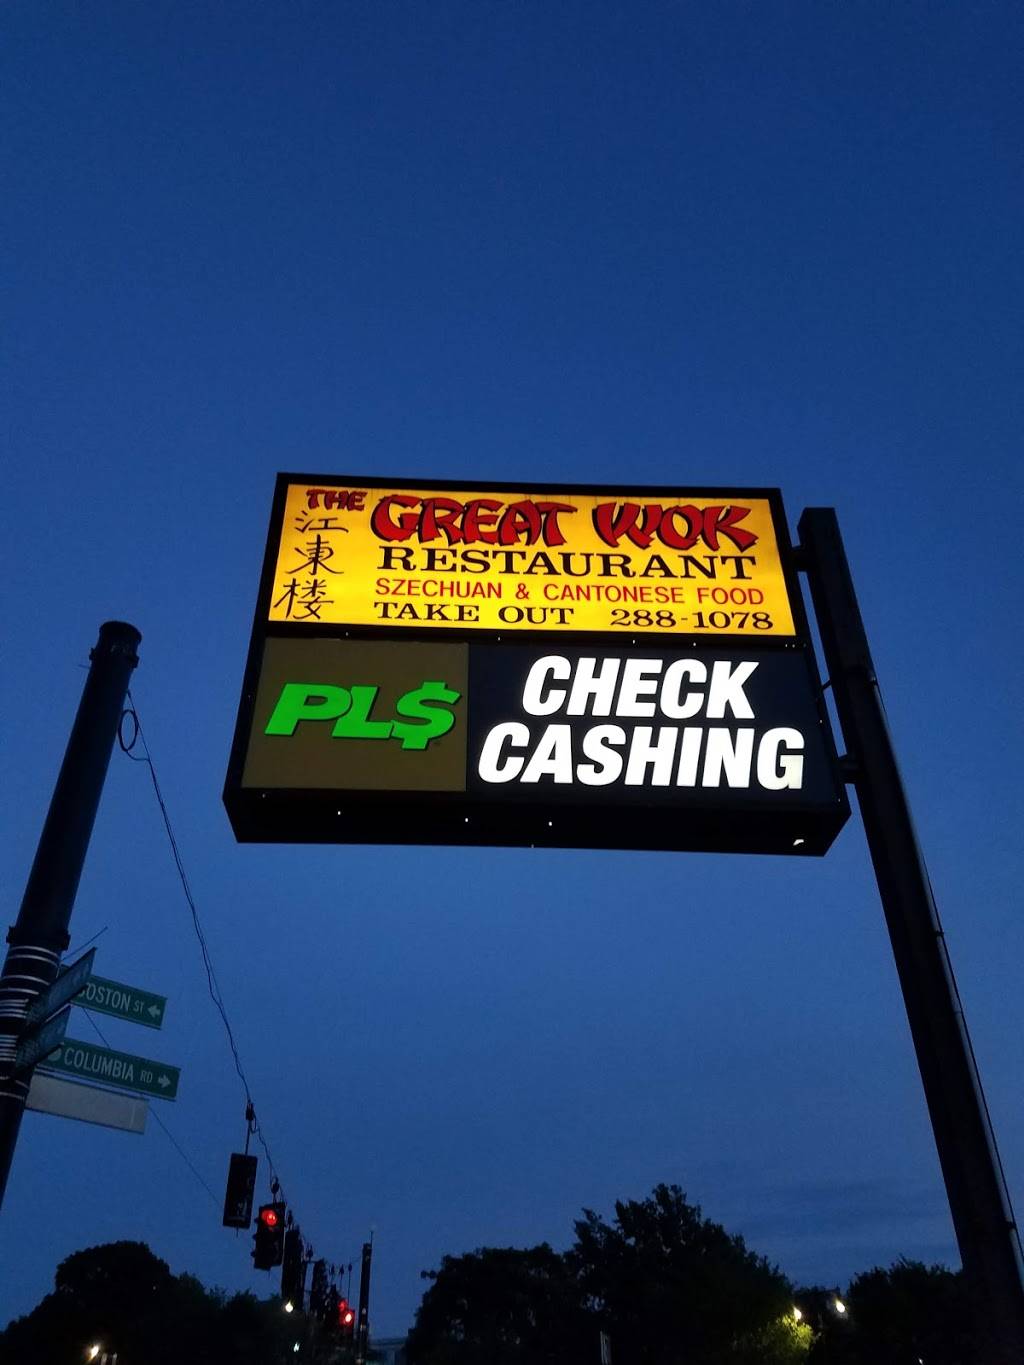 THE GREAT WOK
江東楼
RESTAURANT
SZECHUAN & CANTONESE FOOD
TAKE OUT 288-1078
PL$ CHECK
CASHING
BOSTON ST
COLUMBIA RD